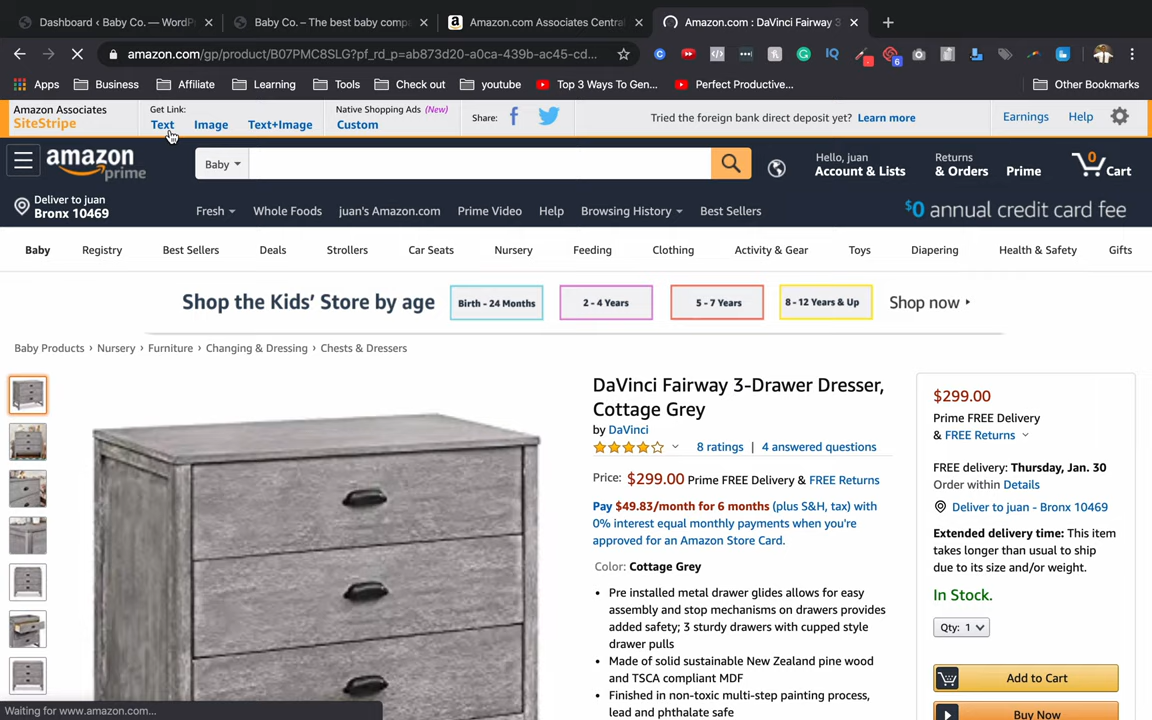 Dashboard ‹ Baby Co. — WordP
Baby Co. – The best baby comp
Amazon.com Associates Central
Amazon.com : DaVinci Fairway 3
amazon.com/gp/product/B07PMC8SLG?pf_rd_p=ab873d20-a0ca-439b-ac45-cd...
Apps
Business
Affiliate
Learning
Tools
Check out
youtube
Top 3 Ways To Gen...
Perfect Productive...
Other Bookmarks
Amazon Associates
SiteStripe
Get Link:
Text
Image
Text+Image
Native Shopping Ads (New)
Custom
Share:
Tried the foreign bank direct deposit yet? Learn more
Earnings
Help
amazon prime
Baby
Hello, juan
Account & Lists
Returns
& Orders
Prime
0
Cart
Deliver to juan
Bronx 10469
Fresh
Whole Foods
juan's Amazon.com
Prime Video
Help
Browsing History
Best Sellers
$0 annual credit card fee
Baby
Registry
Best Sellers
Deals
Strollers
Car Seats
Nursery
Feeding
Clothing
Activity & Gear
Toys
Diapering
Health & Safety
Gifts
Shop the Kids' Store by age
Birth - 24 Months
2 - 4 Years
5 - 7 Years
8 - 12 Years & Up
Shop now
Baby Products › Nursery › Furniture › Changing & Dressing › Chests & Dressers
DaVinci Fairway 3-Drawer Dresser,
Cottage Grey
by DaVinci
8 ratings | 4 answered questions
Price: $299.00 Prime FREE Delivery & FREE Returns
Pay $49.83/month for 6 months (plus S&H, tax) with
0% interest equal monthly payments when you're
approved for an Amazon Store Card.
Color: Cottage Grey
• Pre installed metal drawer glides allows for easy
assembly and stop mechanisms on drawers provides
added safety; 3 sturdy drawers with cupped style
drawer pulls
• Made of solid sustainable New Zealand pine wood
and TSCA compliant MDF
• Finished in non-toxic multi-step painting process,
lead and phthalate safe
$299.00
Prime FREE Delivery
& FREE Returns
FREE delivery: Thursday, Jan. 30
Order within Details
Deliver to juan - Bronx 10469
Extended delivery time: This item
takes longer than usual to ship
due to its size and/or weight.
In Stock.
Qty: 1
Add to Cart
Buy Now
Waiting for www.amazon.com...